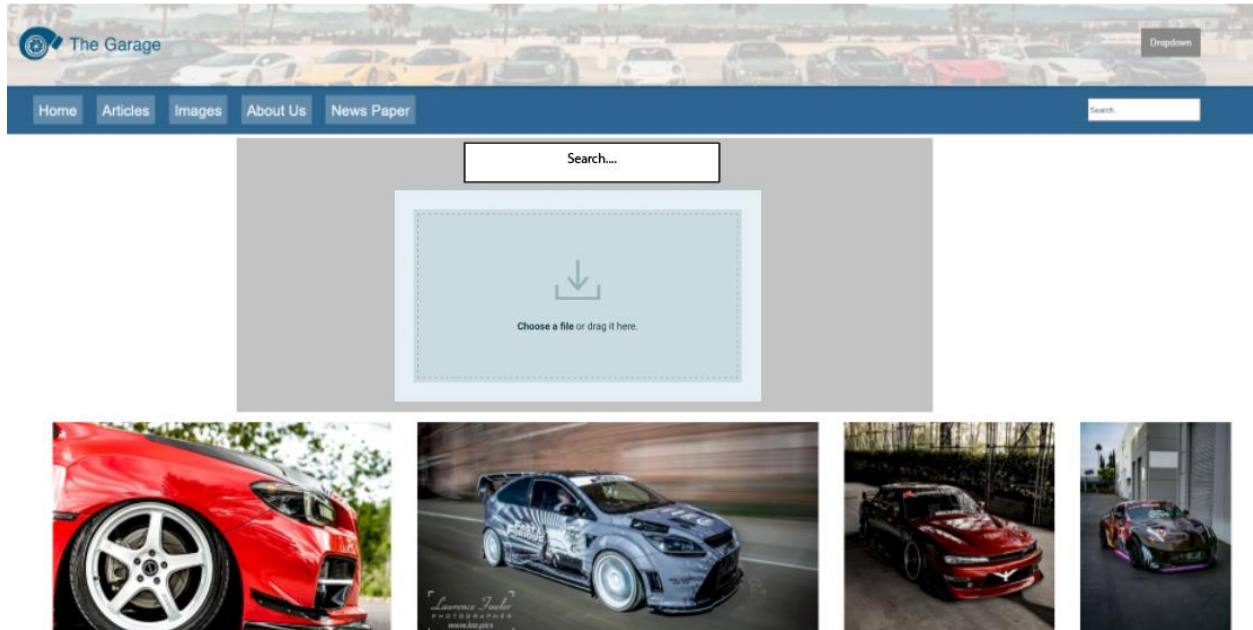 The Garage
Dropdown
Home Articles Images About Us News Paper
Search..
Search....
Choose a file or drag it here.
Lawrence Fowler
PHOTOGRAPHER